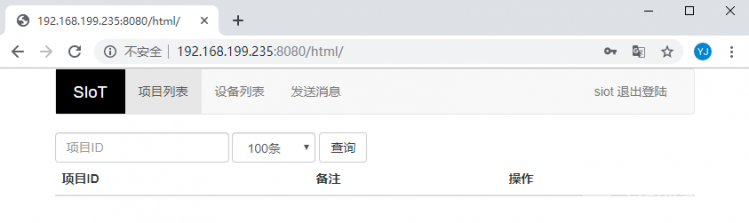 192.168.199.235:8080/html/
不安全 192.168.199.235:8080/html/ YJ
SIoT 项目列表 设备列表 发送消息 siot 退出登陆
项目ID 100条 查询
项目ID 备注 操作